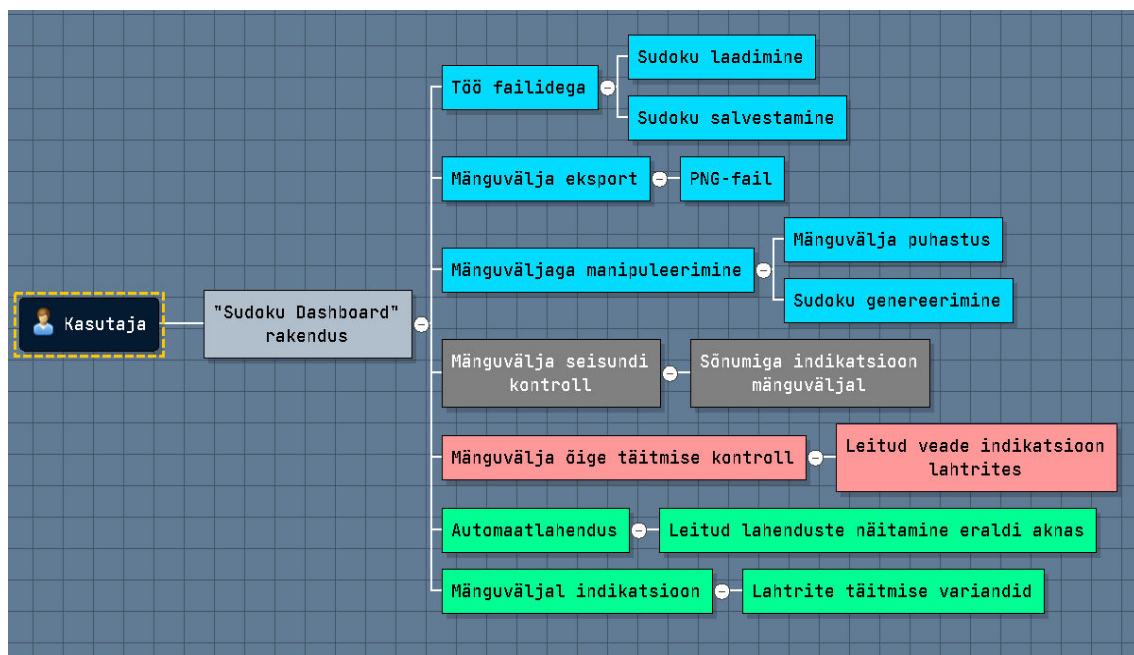 Kasutaja
"Sudoku Dashboard"
rakendus
Töö failidega
Sudoku laadimine
Sudoku salvestamine
Mänguvälja eksport
PNG-fail
Mänguväljaga manipuleerimine
Mänguvälja puhastus
Sudoku genereerimine
Mänguvälja seisundi
kontroll
Sõnumiga indikatsioon
mänguväljal
Mänguvälja õige täitmise kontroll
Leitud veade indikatsioon
lahtrites
Automaatlahendus
Leitud lahenduste näitamine eraldi aknas
Mänguväljal indikatsioon
Lahtrite täitmise variandid